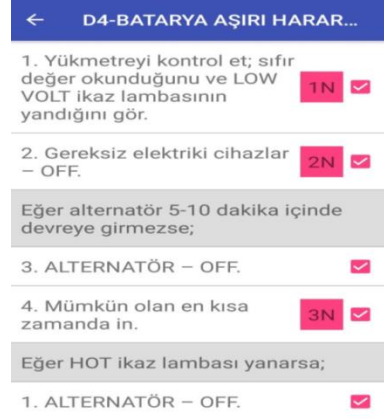 ← D4-BATARYA AŞIRI HARAR...
1. Yükmetreyi kontrol et; sıfır
değer okunduğunu ve LOW
VOLT ikaz lambasının
yandığını gör.
1N
2. Gereksiz elektriki cihazlar
– OFF.
2N
Eğer alternatör 5-10 dakika içinde
devreye girmezse;
3. ALTERNATÖR – OFF.
4. Mümkün olan en kısa
zamanda in.
3N
Eğer HOT ikaz lambası yanarsa;
1. ALTERNATÖR – OFF.